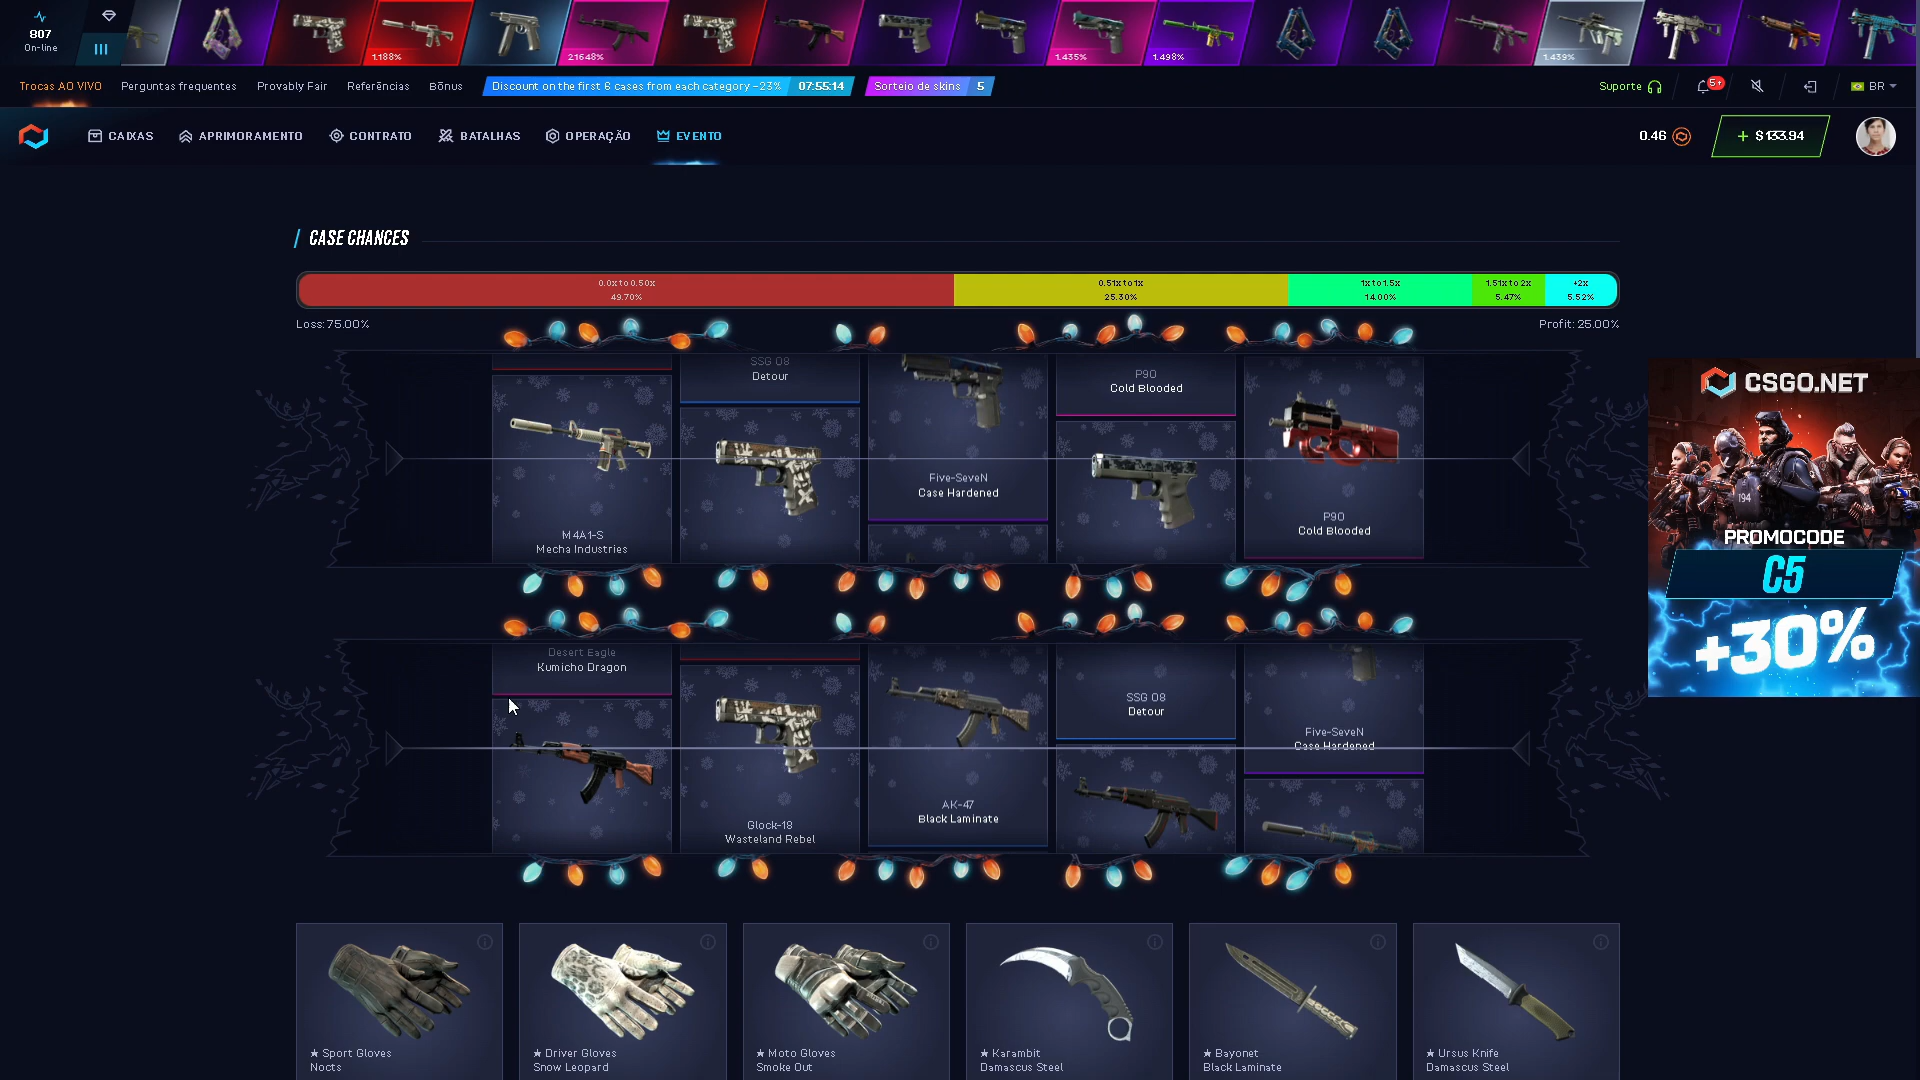 807
On-line
1.188%
2.1648%
1.435%
1.498%
1.439%
Trocas AO VIVO
Perguntas frequentes
Provably Fair
Referências
Bônus
Discount on the first 6 cases from each category -23%
07:55:14
Sorteio de skins
5
Suporte
5+
BR
CAIXAS
APRIMORAMENTO
CONTRATO
BATALHAS
OPERAÇÃO
EVENTO
0.46
+ $ 133.94
CASE CHANCES
0.0x to 0.50x
49.70%
0.51x to 1x
25.30%
1x to 1.5x
14.00%
1.51x to 2x
5.47%
+2x
5.52%
Loss: 75.00%
Profit: 25.00%
SSG 08
Detour
P90
Cold Blooded
Five-SeveN
Case Hardened
M4A1-S
Mecha Industries
P90
Cold Blooded
CSGO.NET
194
PROMOCODE
C5
+30%
Desert Eagle
Kumicho Dragon
SSG 08
Detour
Five-SeveN
Case Hardened
AK-47
Black Laminate
Glock-18
Wasteland Rebel
★ Sport Gloves
Nocts
★ Driver Gloves
Snow Leopard
★ Moto Gloves
Smoke Out
★ Karambit
Damascus Steel
★ Bayonet
Black Laminate
★ Ursus Knife
Damascus Steel